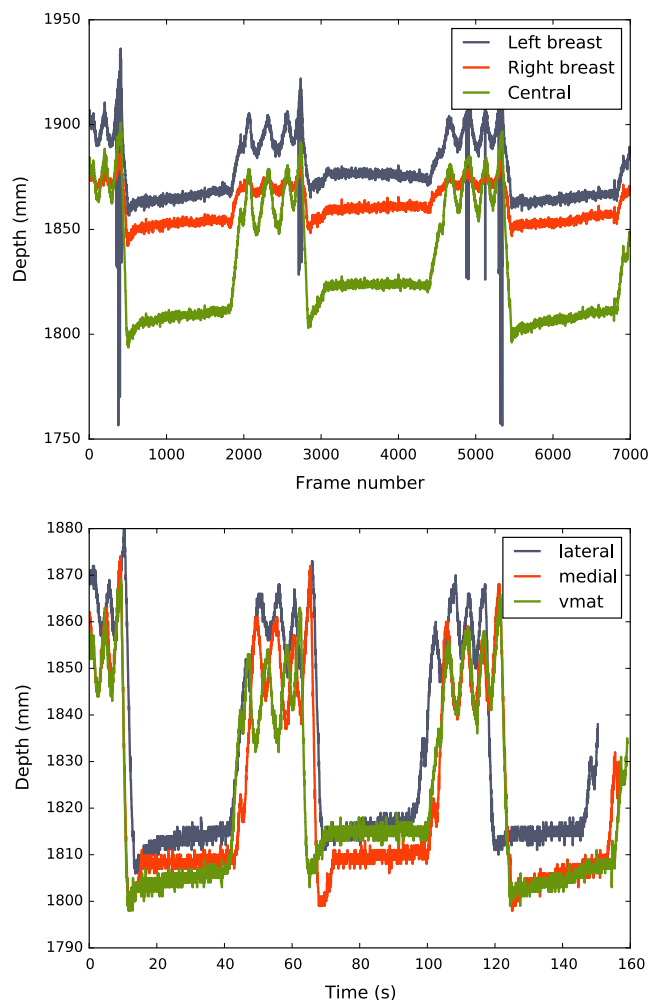 1950
1900
1850
1800
1750
Depth (mm)
Left breast
Right breast
Central
0 1000 2000 3000 4000 5000 6000 7000
Frame number
1880
1870
1860
1850
1840
1830
1820
1810
1800
1790
Depth (mm)
lateral
medial
vmat
0 20 40 60 80 100 120 140 160
Time (s)